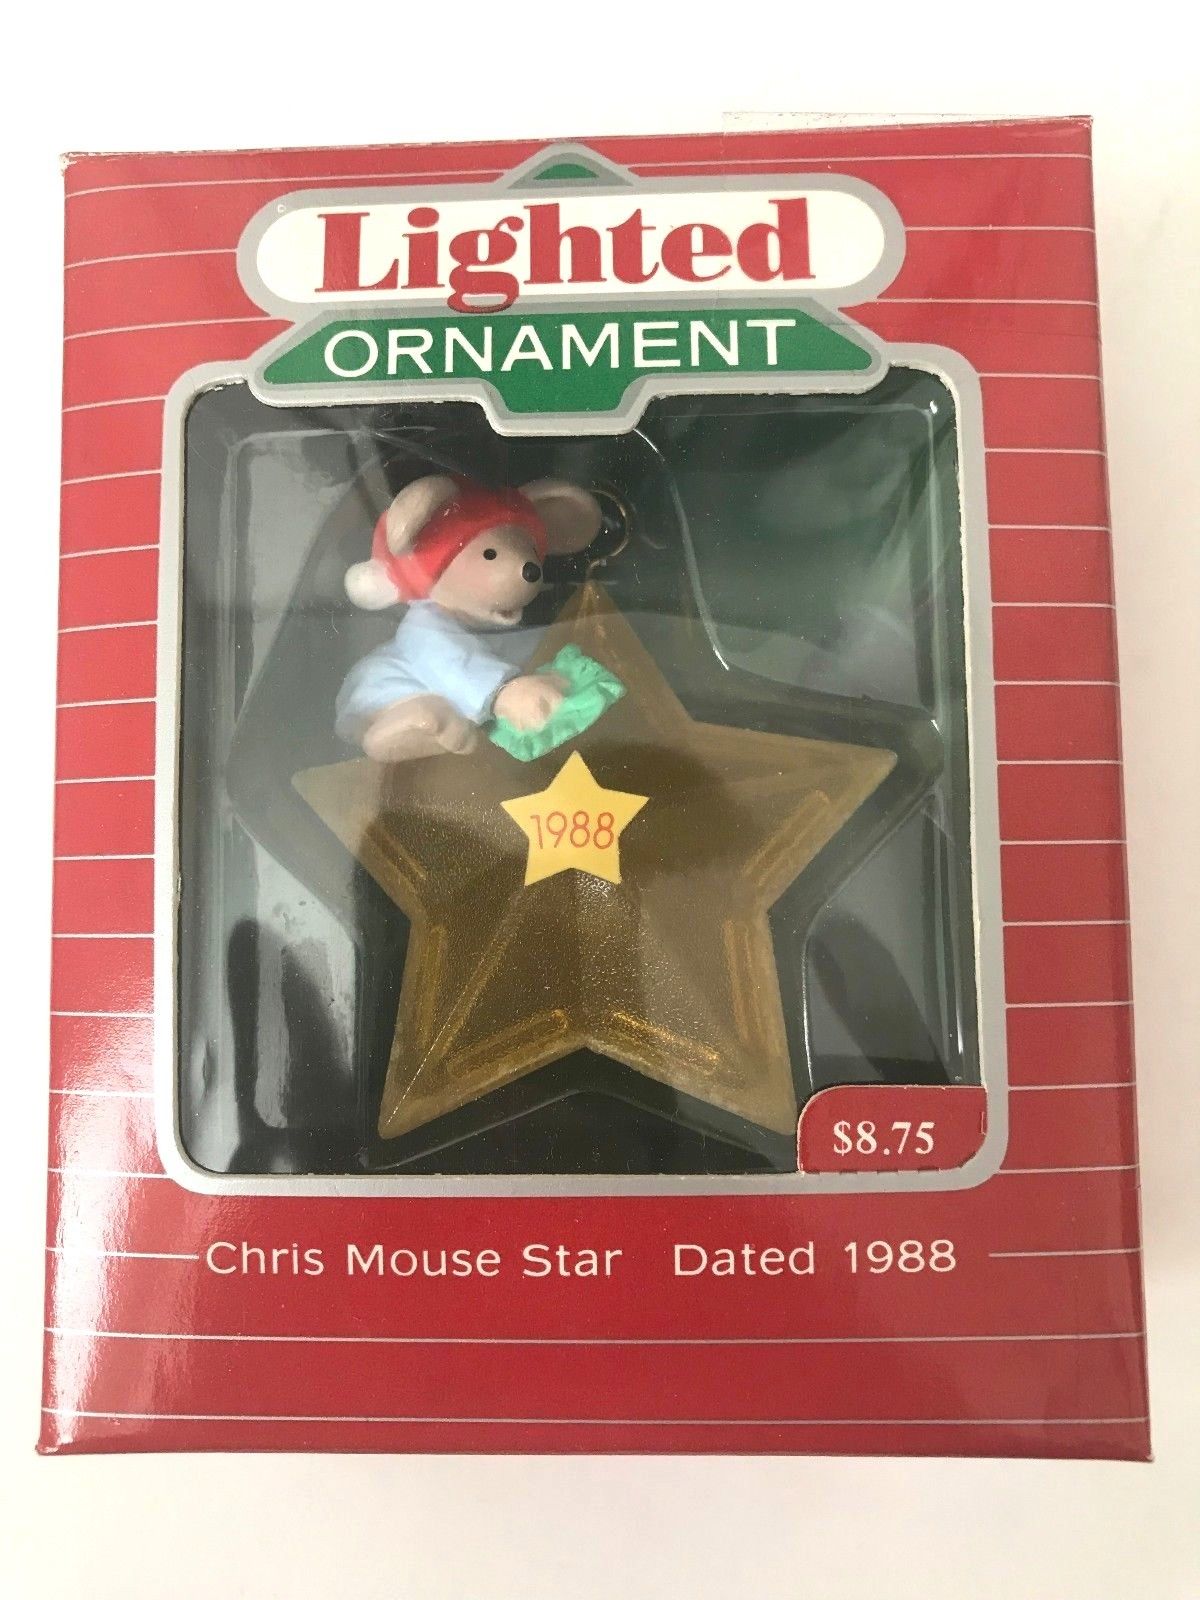 Lighted
ORNAMENT
1988
$8.75
Chris Mouse Star Dated 1988